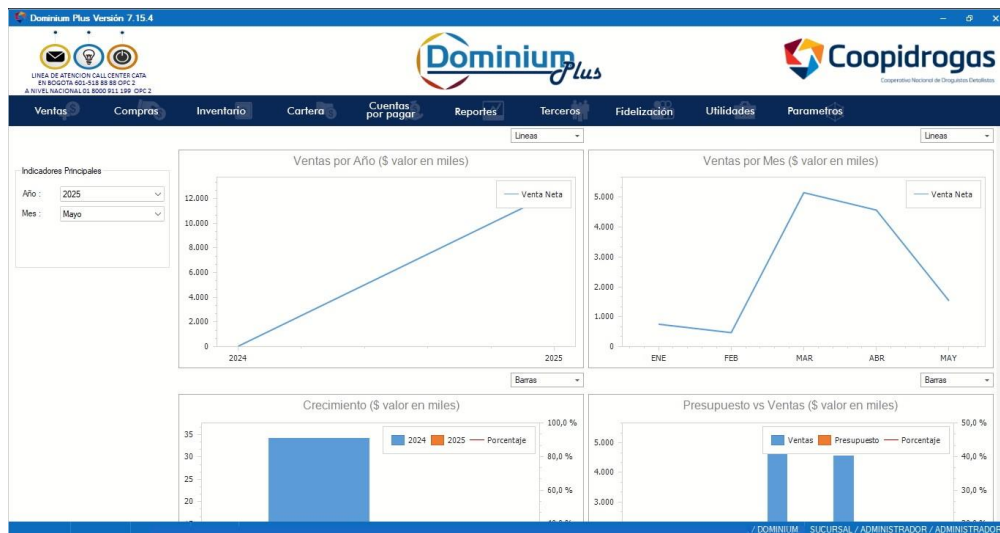 Dominium Plus Versión 7.15.4
LINEA DE ATENCION CALL CENTER CATA
EN BOGOTA 601-518 88 88 OPC 2
A NIVEL NACIONAL 01 8000 911 199 OPC 2
Dominium Plus
Coopidrogas
Cooperativa Nacional de Droguistas Detallistas
Ventas Compras Inventario Cartera Cuentas por pagar Reportes Terceros Fidelización Utilidades Parametros
Lineas
Lineas
Indicadores Principales
Año : 2025
Mes : Mayo
Ventas por Año ($ valor en miles)
Venta Neta
12.000
10.000
8.000
6.000
4.000
2.000
0
2024 2025
Ventas por Mes ($ valor en miles)
Venta Neta
5.000
4.000
3.000
2.000
1.000
0
ENE FEB MAR ABR MAY
Barras
Barras
Crecimiento ($ valor en miles)
2024 2025 Porcentaje
35
30
25
20
100,0 %
80,0 %
60,0 %
Presupuesto vs Ventas ($ valor en miles)
Ventas Presupuesto Porcentaje
5.000
4.000
3.000
50,0 %
40,0 %
30,0 %
/ DOMINIUM SUCURSAL / ADMINISTRADOR / ADMINISTRADOR